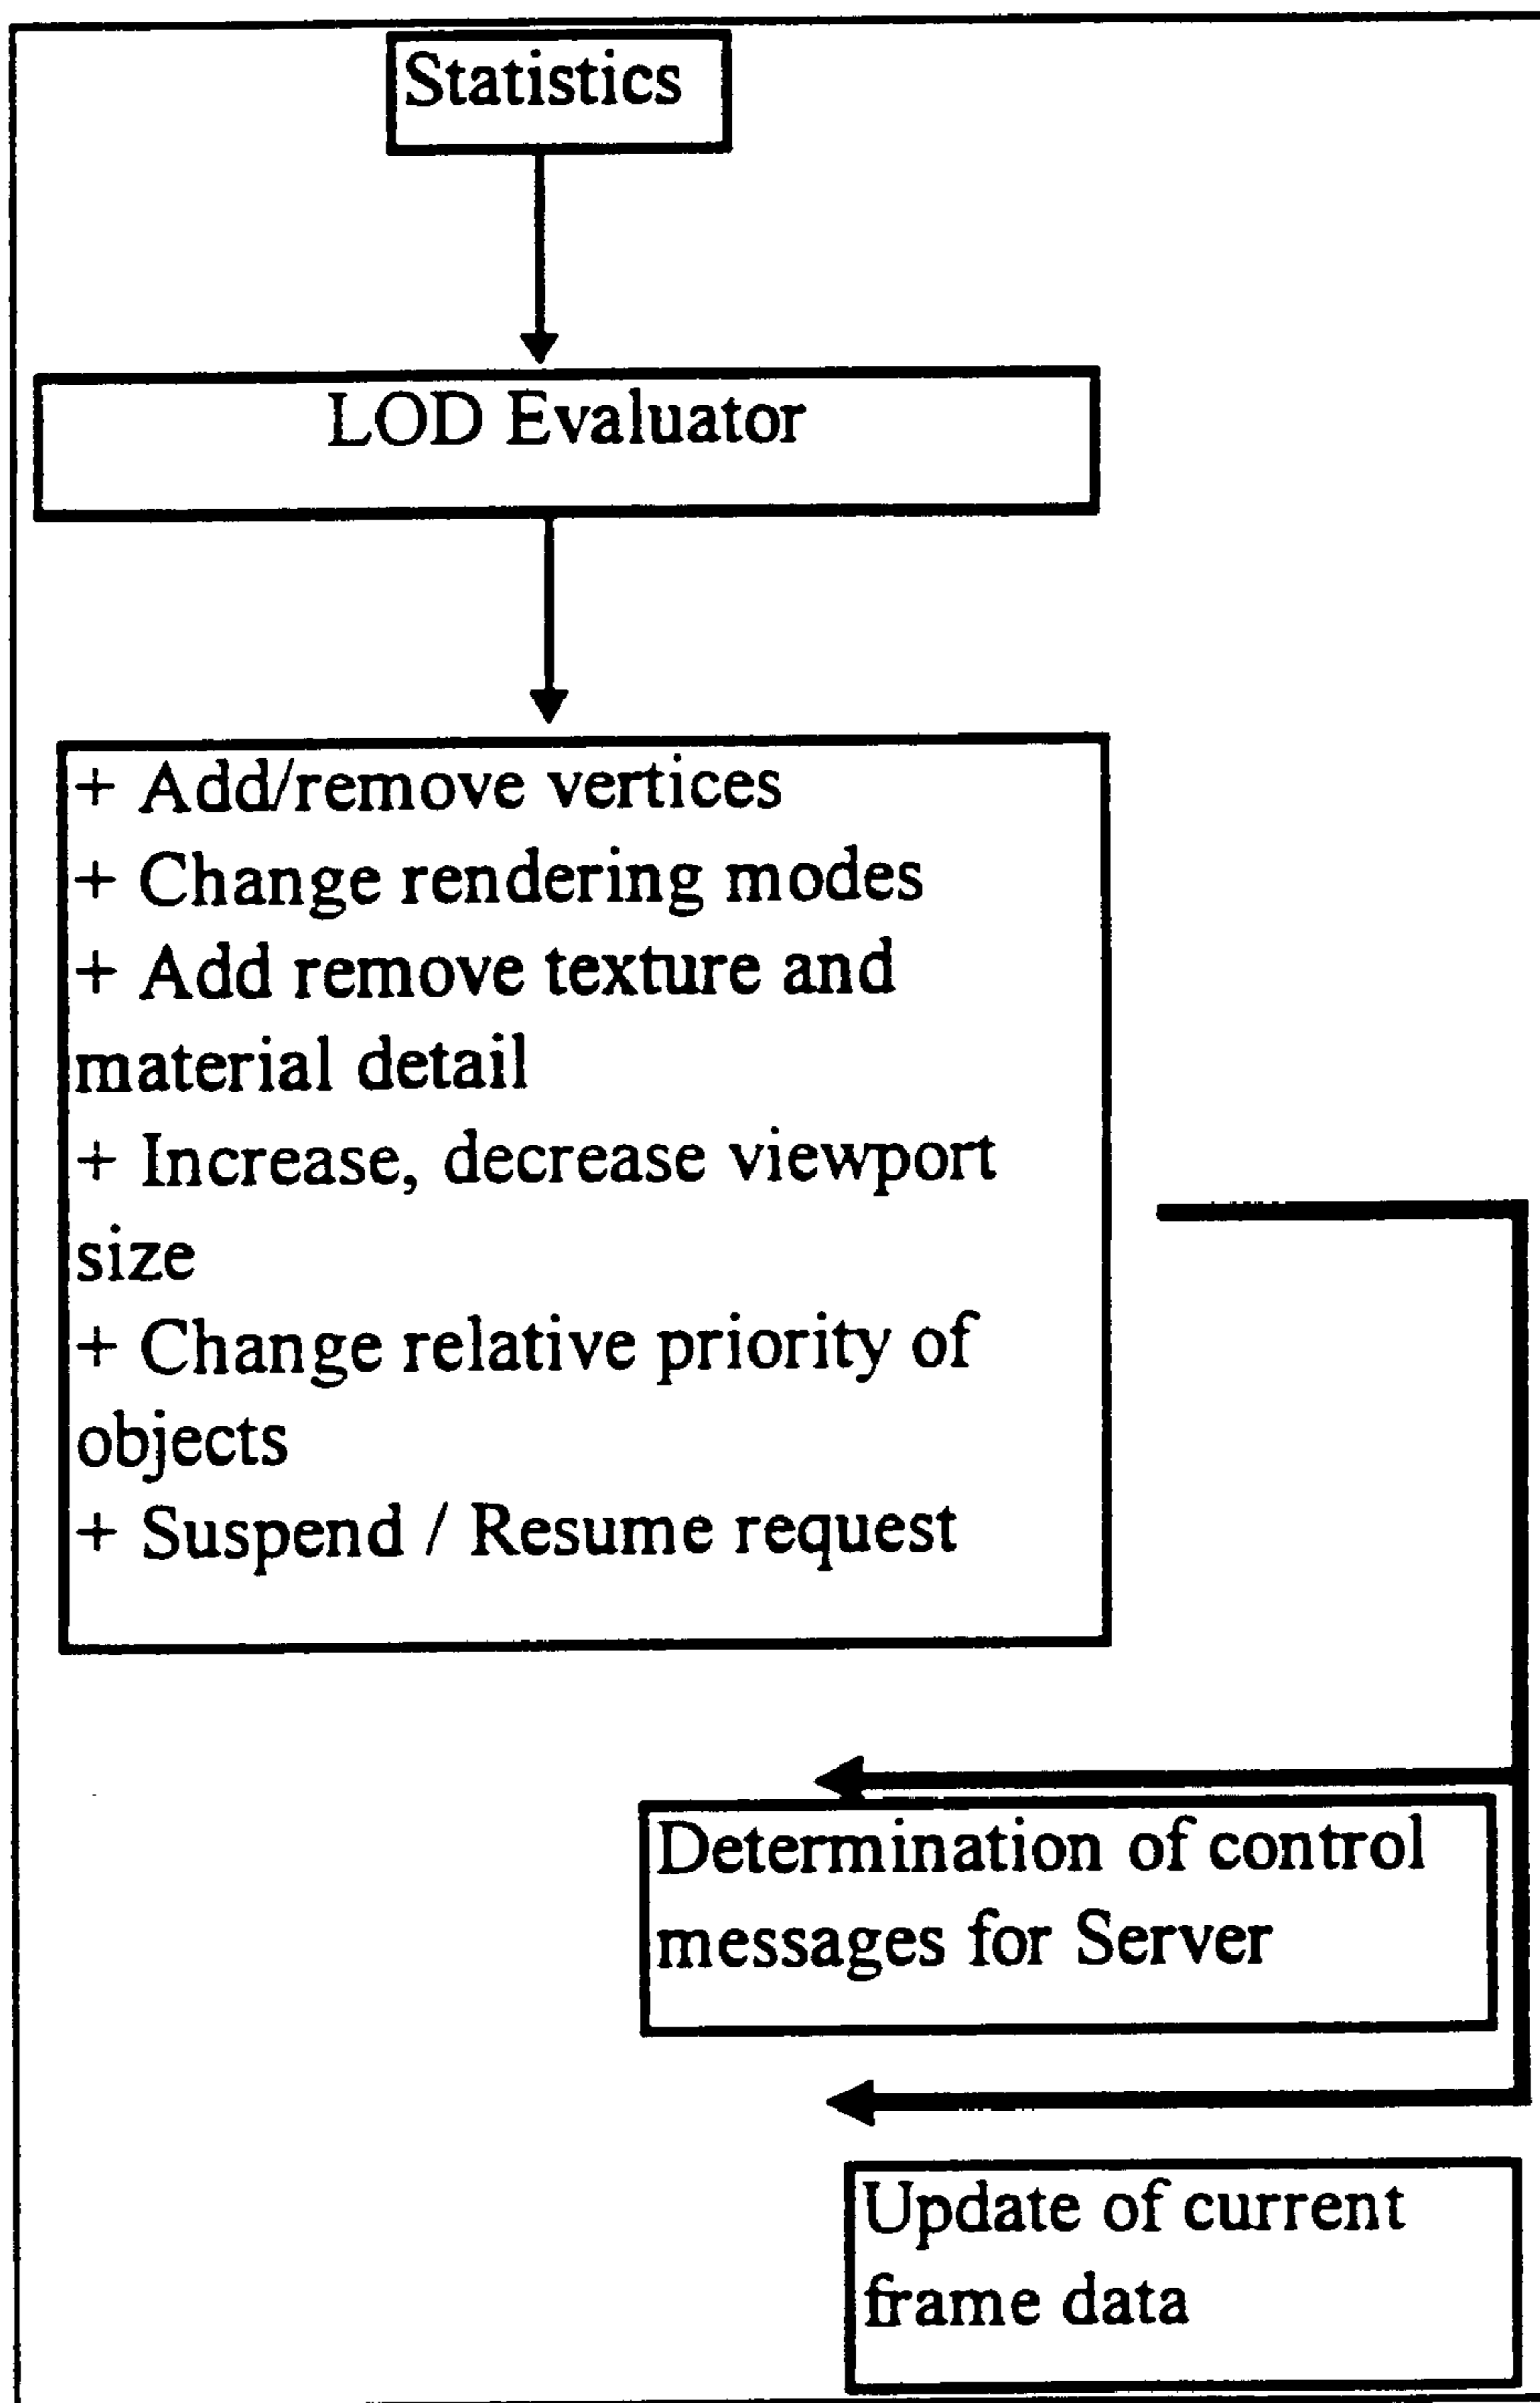 Statistics
LOD Evaluator
+ Add/remove vertices
+ Change rendering modes
+ Add remove texture and
material detail
+ Increase, decrease viewport
size
+ Change relative priority of
objects
+ Suspend / Resume request
Determination of control
messages for Server
Update of current
frame data